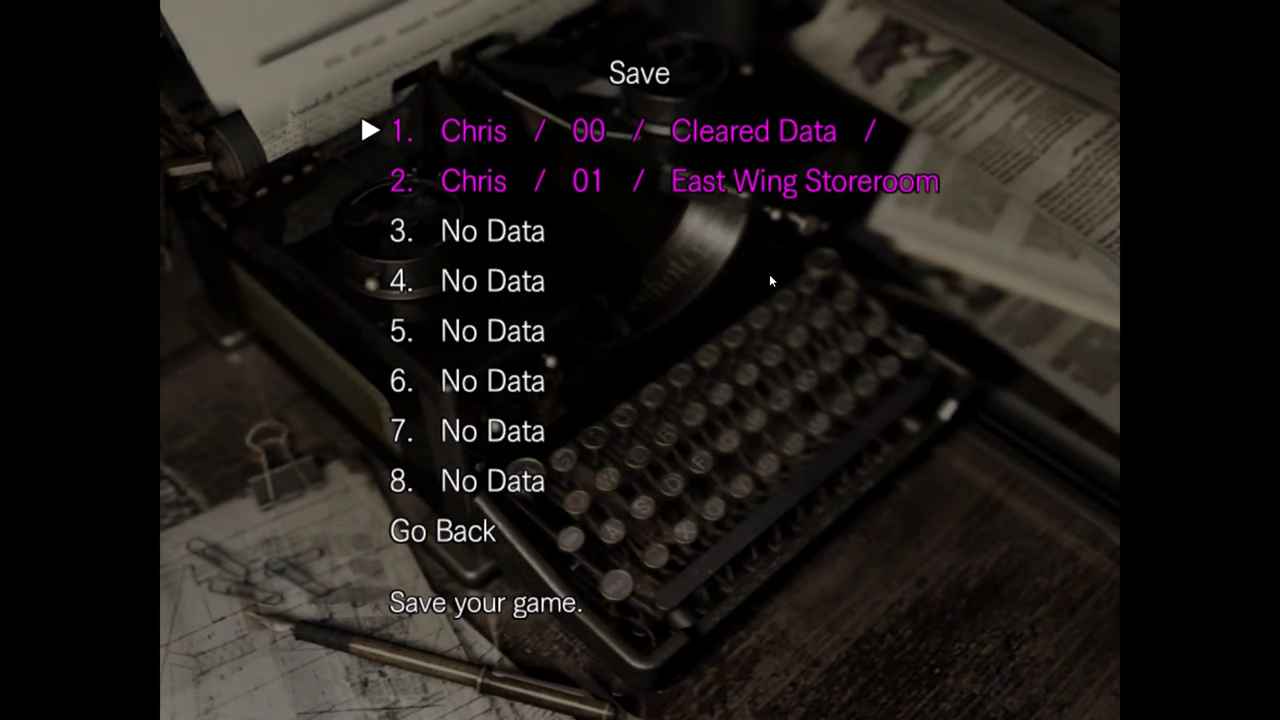 Save
1. Chris / 00 / Cleared Data /
2. Chris / 01 / East Wing Storeroom
3. No Data
4. No Data
5. No Data
6. No Data
7. No Data
8. No Data
Go Back
Save your game.